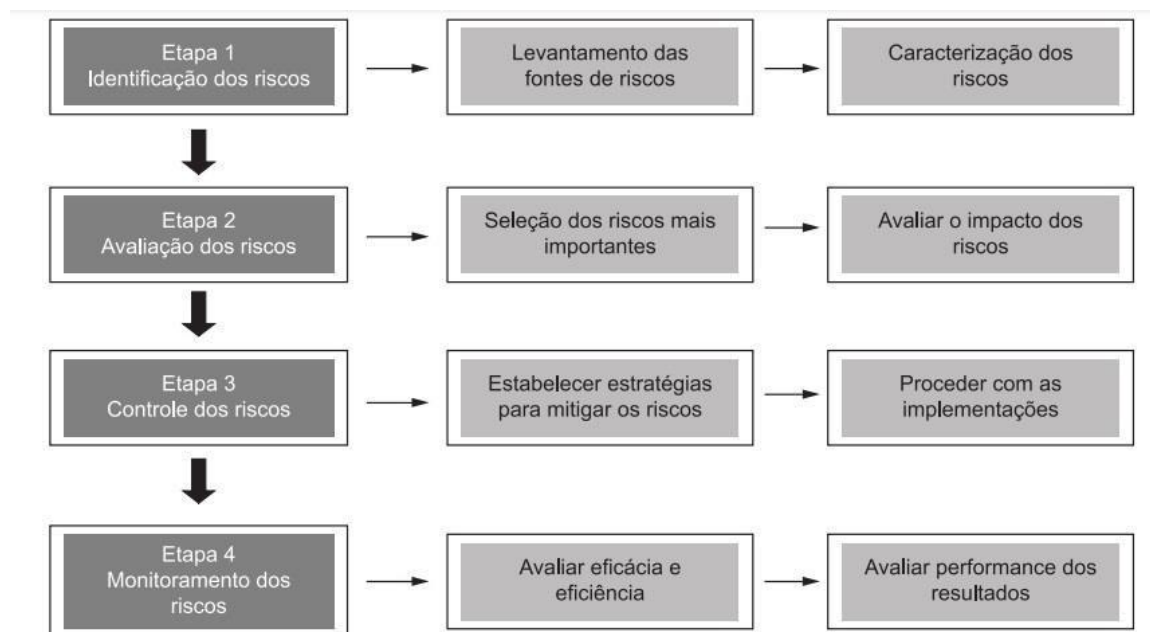 Etapa 1
Identificação dos riscos
Levantamento das
fontes de riscos
Caracterização dos
riscos
Etapa 2
Avaliação dos riscos
Seleção dos riscos mais
importantes
Avaliar o impacto dos
riscos
Etapa 3
Controle dos riscos
Estabelecer estratégias
para mitigar os riscos
Proceder com as
implementações
Etapa 4
Monitoramento dos
riscos
Avaliar eficácia e
eficiência
Avaliar performance dos
resultados